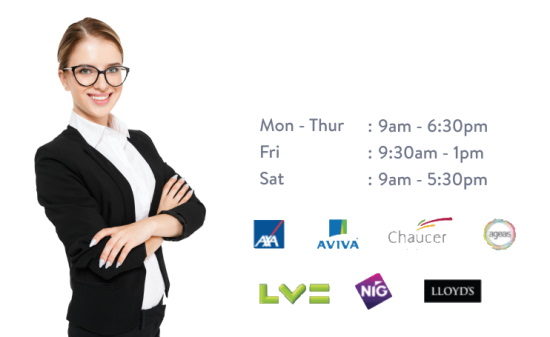 Mon - Thur : 9am - 6:30pm
Fri : 9:30am - 1pm
Sat : 9am - 5:30pm
AXA AVIVA Chaucer ageas
LV= NIG LLOYD'S